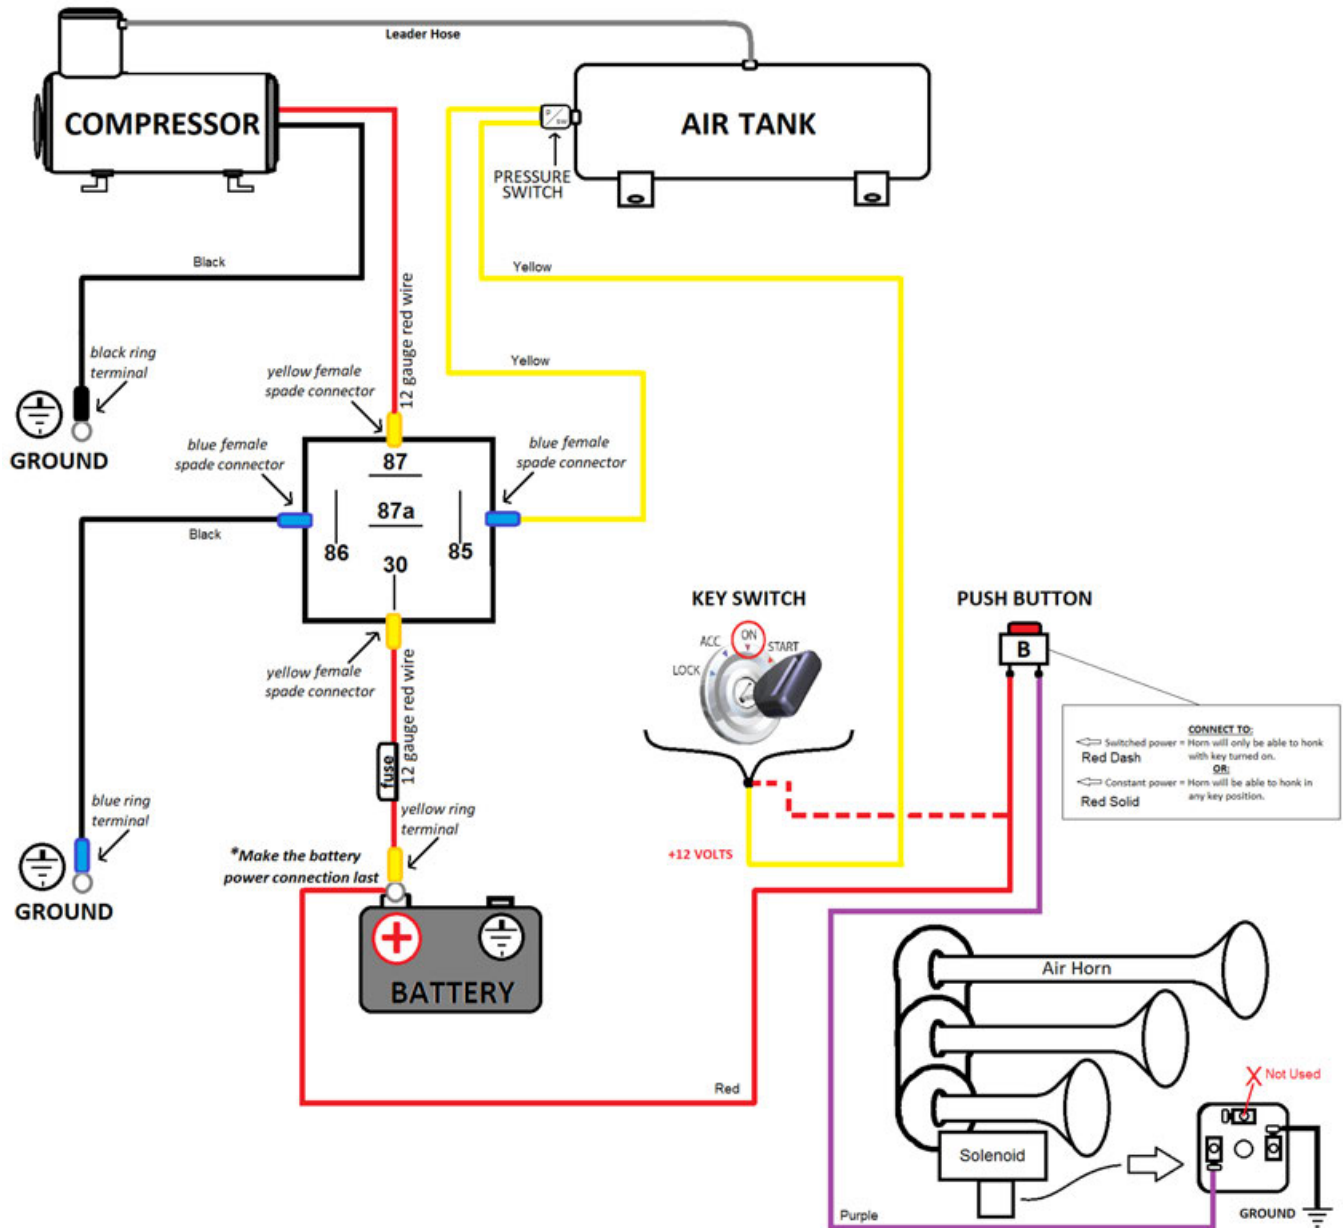 Leader Hose
COMPRESSOR
AIR TANK
P
SW
PRESSURE
SWITCH
Black
Yellow
12 gauge red wire
black ring
terminal
yellow female
spade connector
Yellow
GROUND
blue female
spade connector
blue female
spade connector
87
87a
86
85
30
Black
yellow female
spade connector
12 gauge red wire
fuse
KEY SWITCH
LOCK
ACC
ON
START
PUSH BUTTON
B
CONNECT TO:
Switched power = Horn will only be able to honk
with key turned on.
Red Dash
OR:
Constant power = Horn will be able to honk in
any key position.
Red Solid
blue ring
terminal
yellow ring
terminal
*Make the battery
power connection last
+12 VOLTS
GROUND
+
BATTERY
Red
Air Horn
Not Used
Solenoid
Purple
GROUND